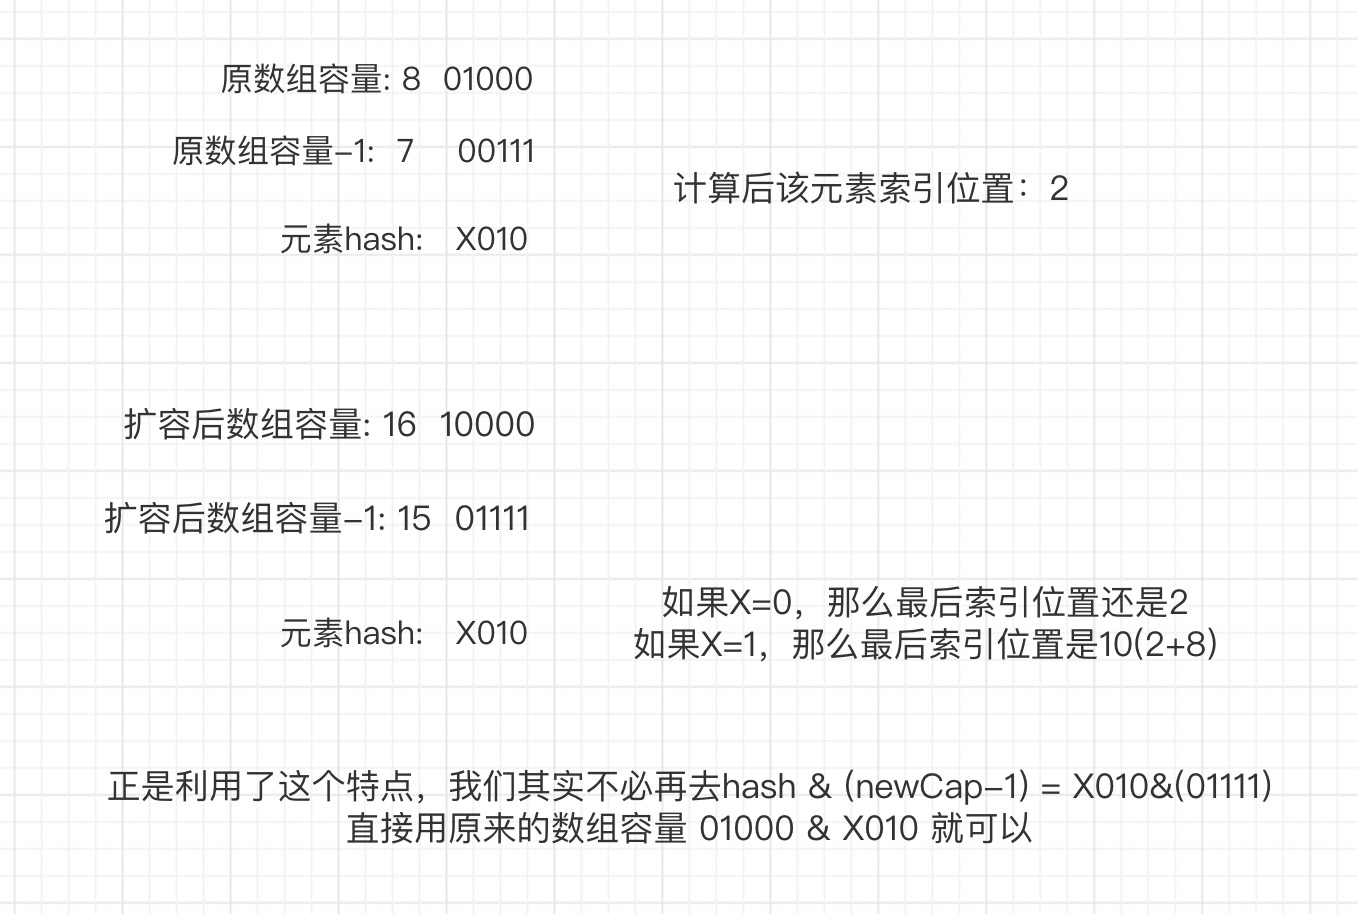 原数组容量: 8 01000
原数组容量-1: 7 00111
计算后该元素索引位置：2
元素hash: X010
扩容后数组容量: 16 10000
扩容后数组容量-1: 15 01111
如果X=0，那么最后索引位置还是2
元素hash: X010
如果X=1，那么最后索引位置是10(2+8)
正是利用了这个特点，我们其实不必再去hash & (newCap-1) = X010&(01111)
直接用原来的数组容量 01000 & X010 就可以